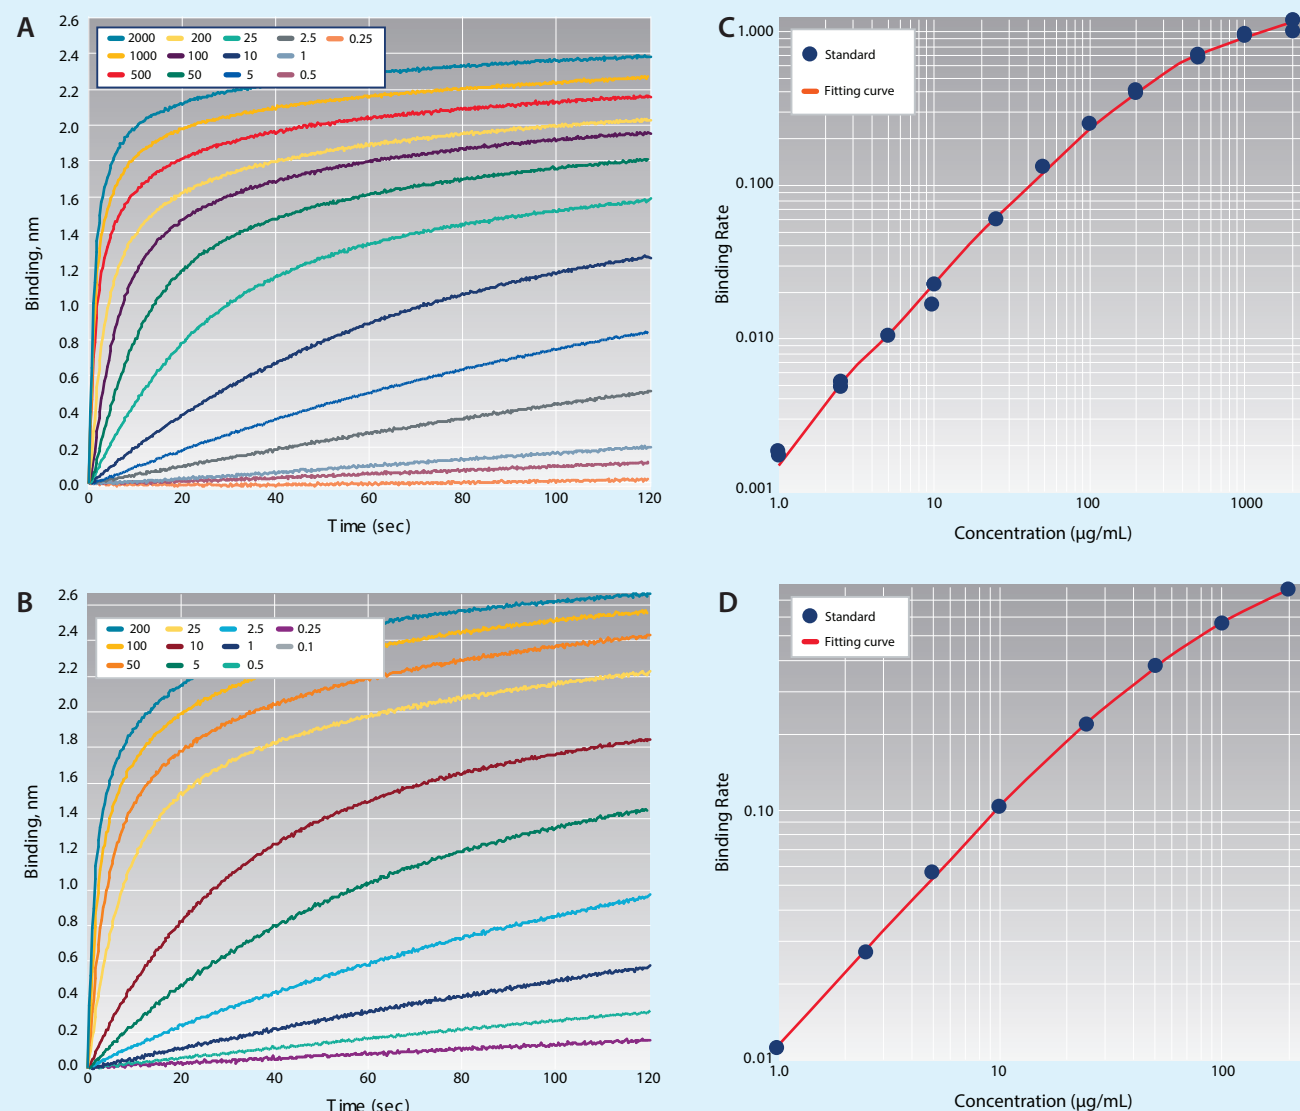 A
2000 200 25 2.5 0.25
1000 100 10 1
500 50 5 0.5
2.6
2.4
2.2
2.0
1.8
1.6
1.4
1.2
1.0
0.8
0.6
0.4
0.2
0.0
Binding, nm
0 20 40 60 80 100 120
Time (sec)
C
Standard
Fitting curve
1.000
0.100
0.010
0.001
Binding Rate
1.0 10 100 1000
Concentration (µg/mL)
B
200 25 2.5 0.25
100 10 1 0.1
50 5 0.5
2.6
2.4
2.2
2.0
1.8
1.6
1.4
1.2
1.0
0.8
0.6
0.4
0.2
0.0
Binding, nm
0 20 40 60 80 100 120
Time (sec)
D
Standard
Fitting curve
0.10
0.01
Binding Rate
1.0 10 100
Concentration (µg/mL)